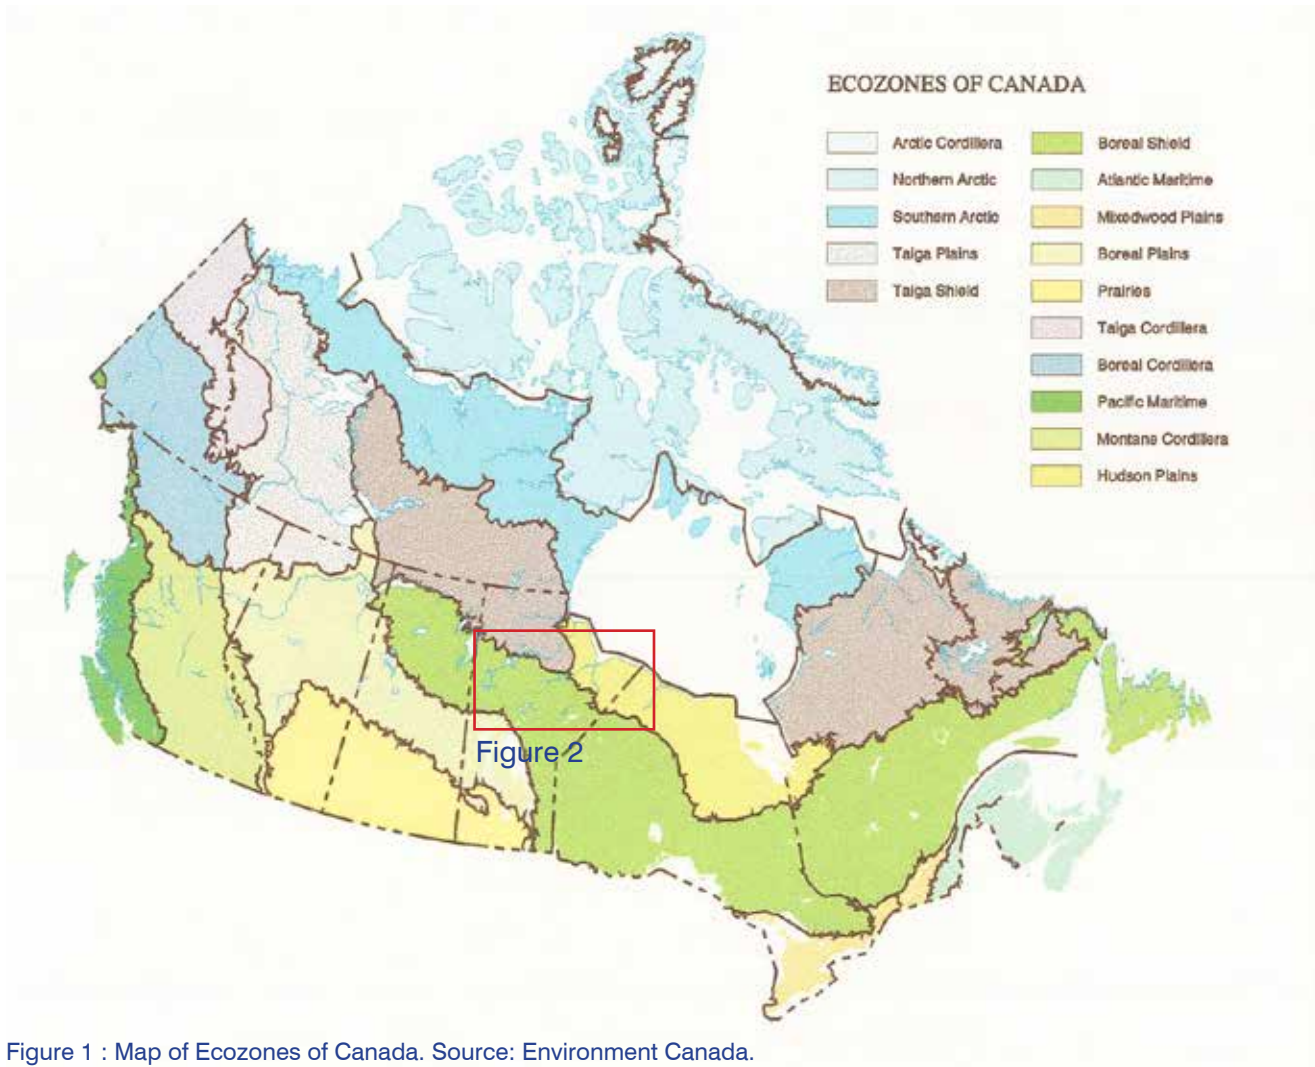 ECOZONES OF CANADA
Arctic Cordillera
Northern Arctic
Southern Arctic
Taiga Plains
Taiga Shield
Boreal Shield
Atlantic Maritime
Mixedwood Plains
Boreal Plains
Prairies
Taiga Cordillera
Boreal Cordillera
Pacific Maritime
Montane Cordillera
Hudson Plains
Figure 2
Figure 1 : Map of Ecozones of Canada. Source: Environment Canada.